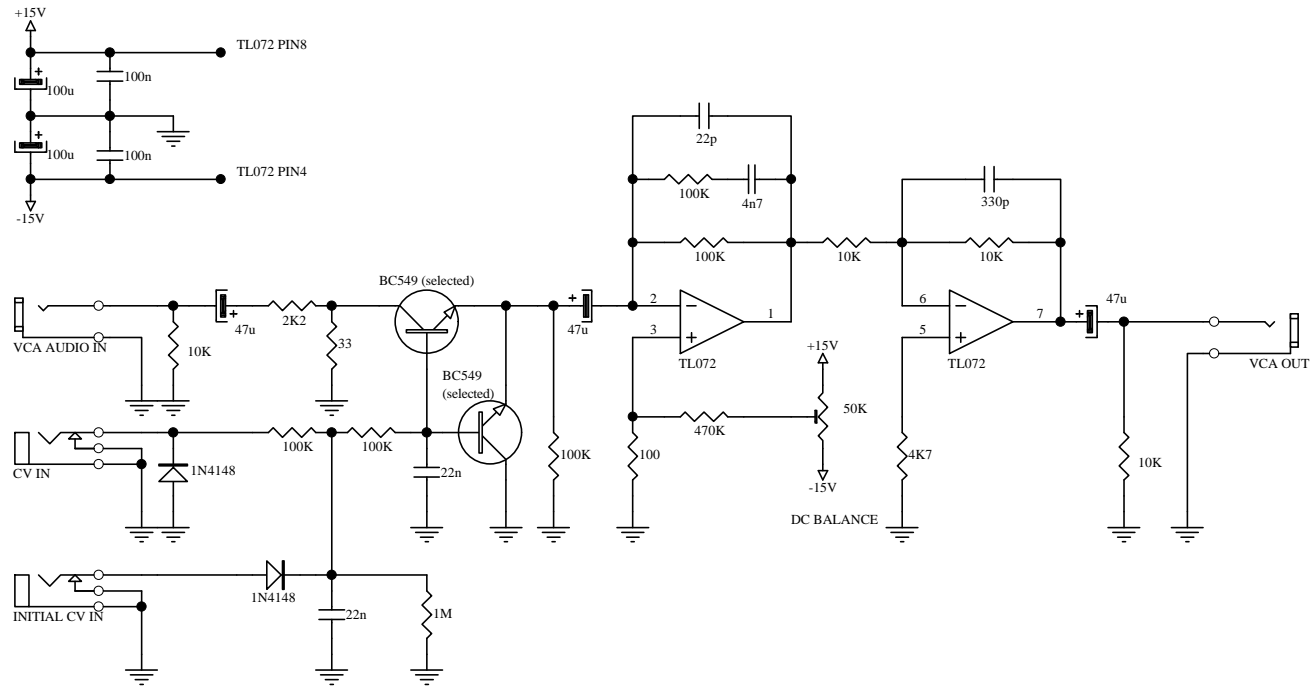 +15V
TL072 PIN8
+
100u
100n
+
100u
100n
TL072 PIN4
-15V
22p
100K
4n7
330p
100K
10K
10K
BC549 (selected)
2K2
47u
+
+
47u
2
3
1
TL072
6
5
7
TL072
47u
+
VCA AUDIO IN
10K
33
+15V
50K
-15V
DC BALANCE
VCA OUT
BC549
(selected)
470K
CV IN
1N4148
100K
100K
22n
100K
100
4K7
10K
INITIAL CV IN
1N4148
22n
1M